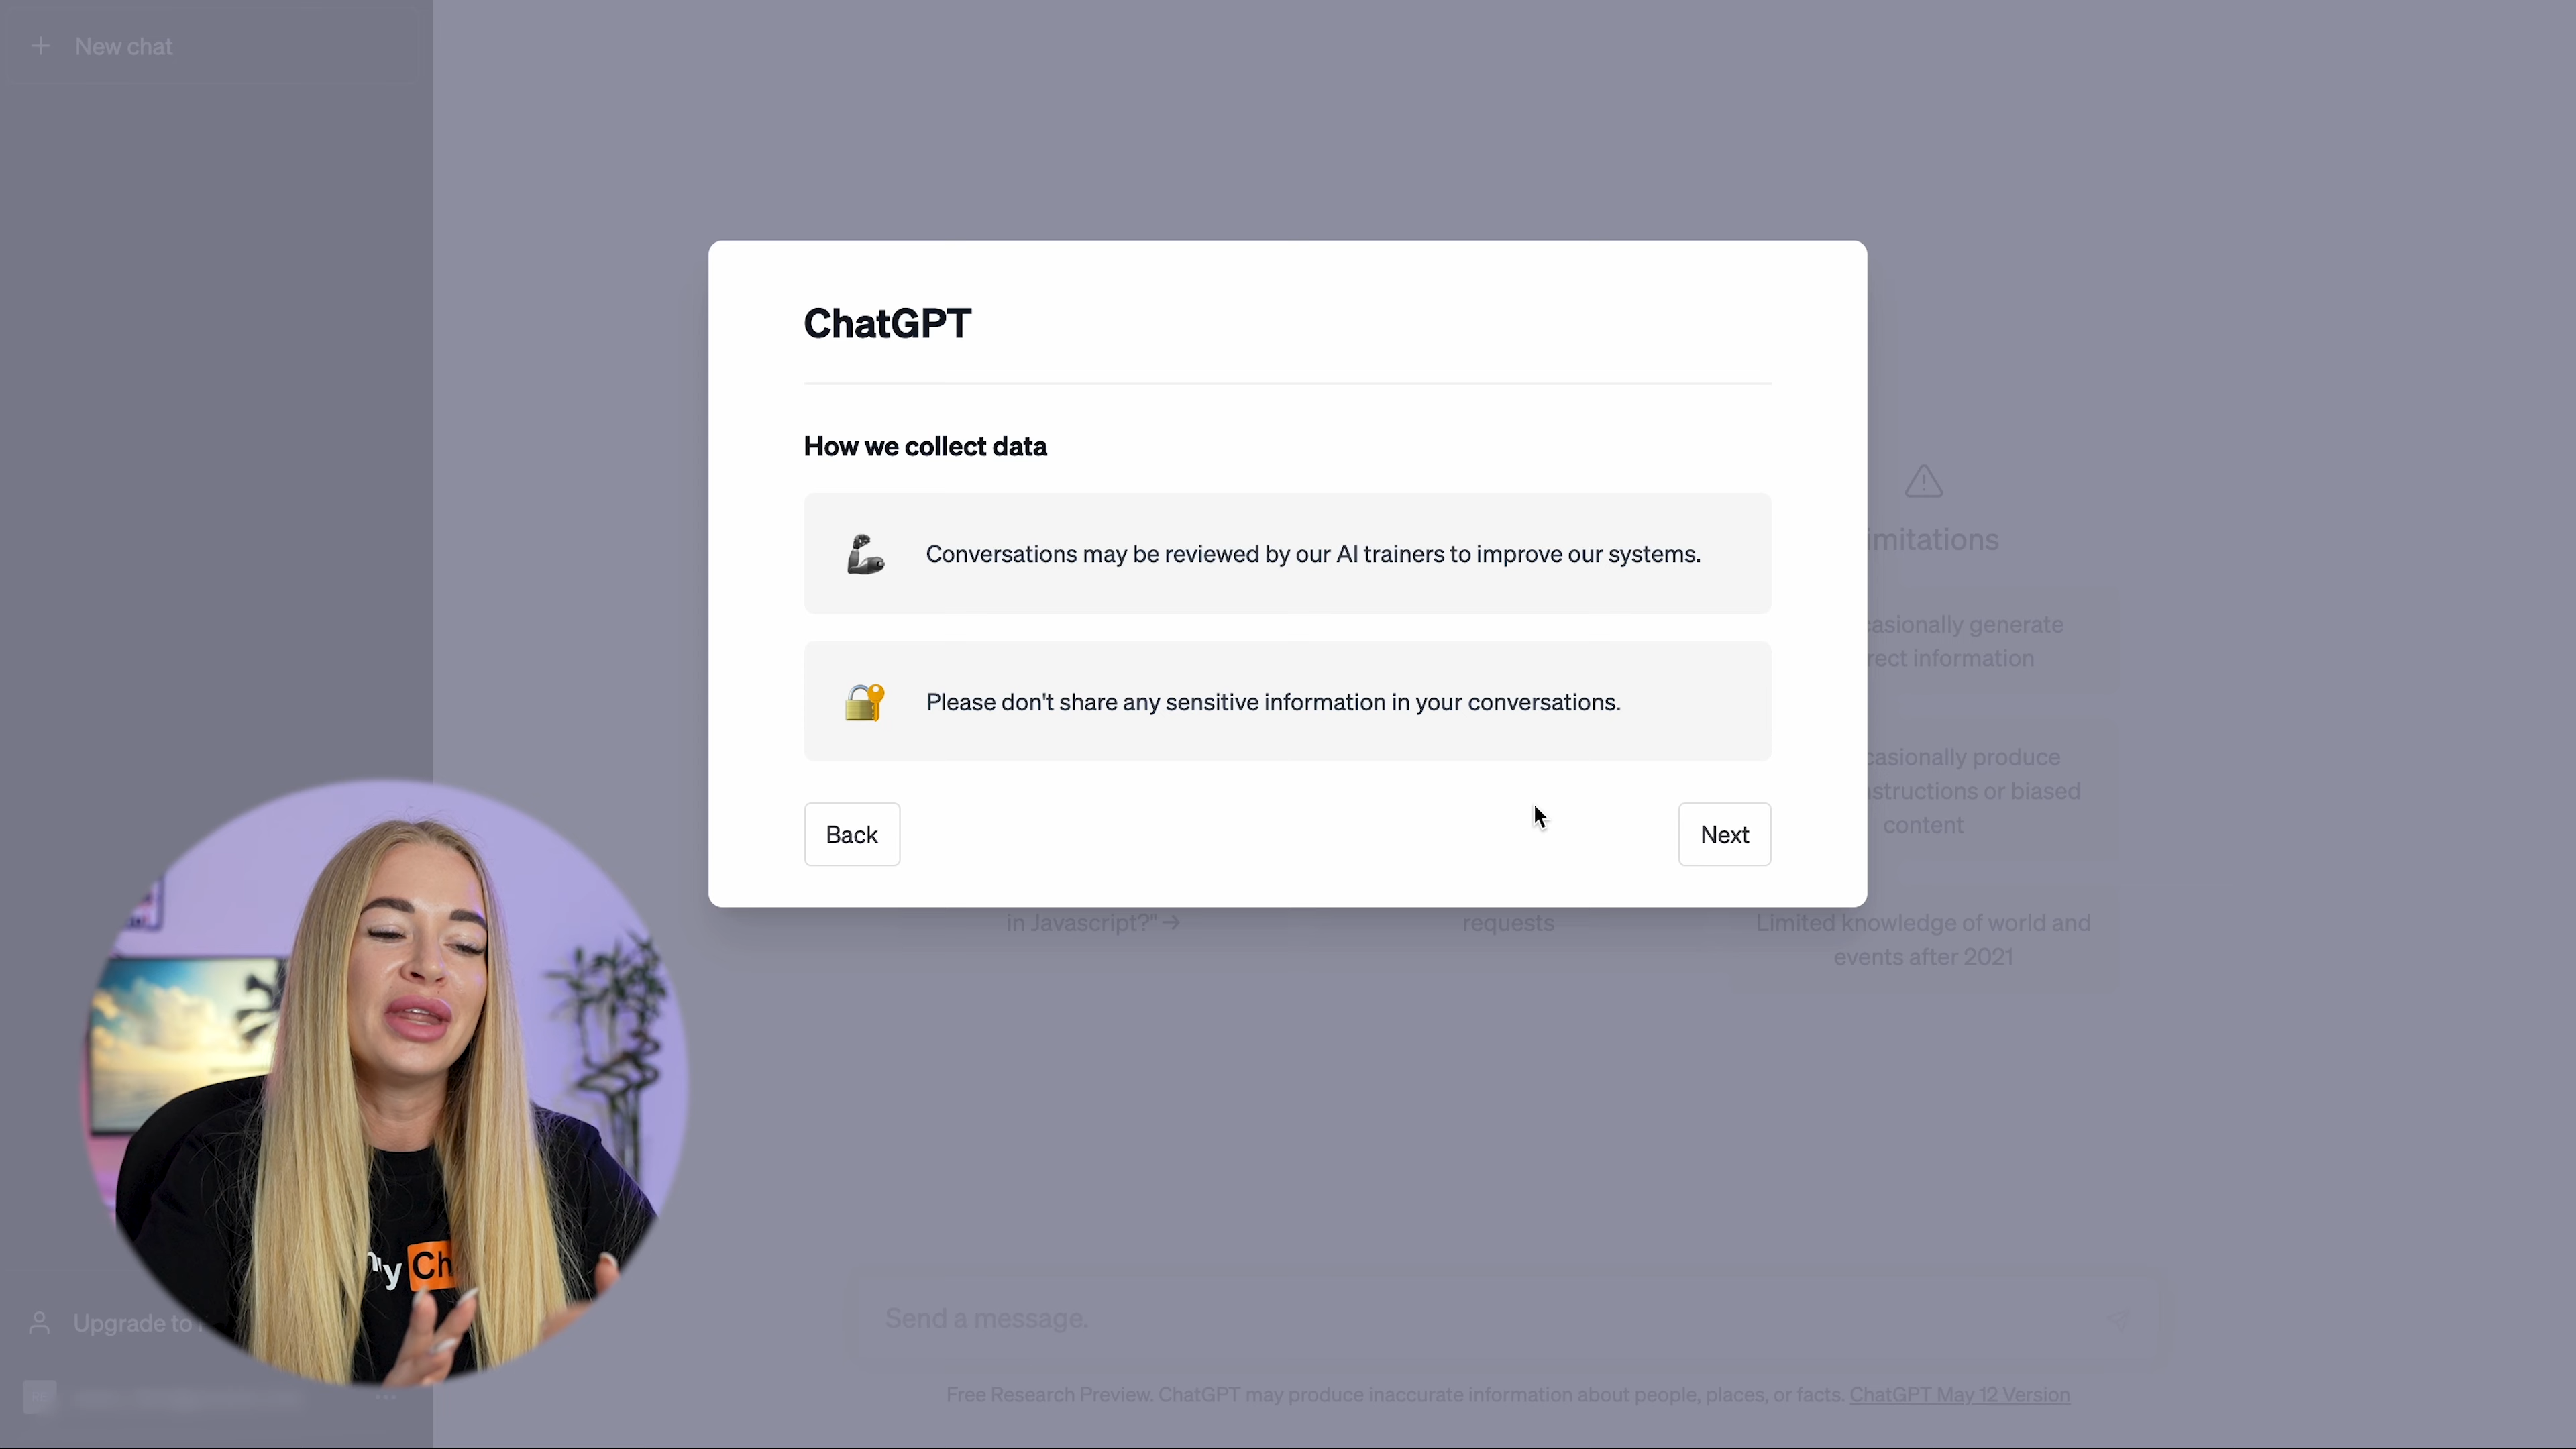 New chat
ChatGPT
How we collect data
Conversations may be reviewed by our AI trainers to improve our systems.
Please don't share any sensitive information in your conversations.
Back
Next
imitations
casionally generate
rect information
casionally produce
structions or biased
content
in Javascript?" →
requests
Limited knowledge of world and
events after 2021
y Ch
Upgrade to
Send a message.
Free Research Preview. ChatGPT may produce inaccurate information about people, places, or facts. ChatGPT May 12 Version